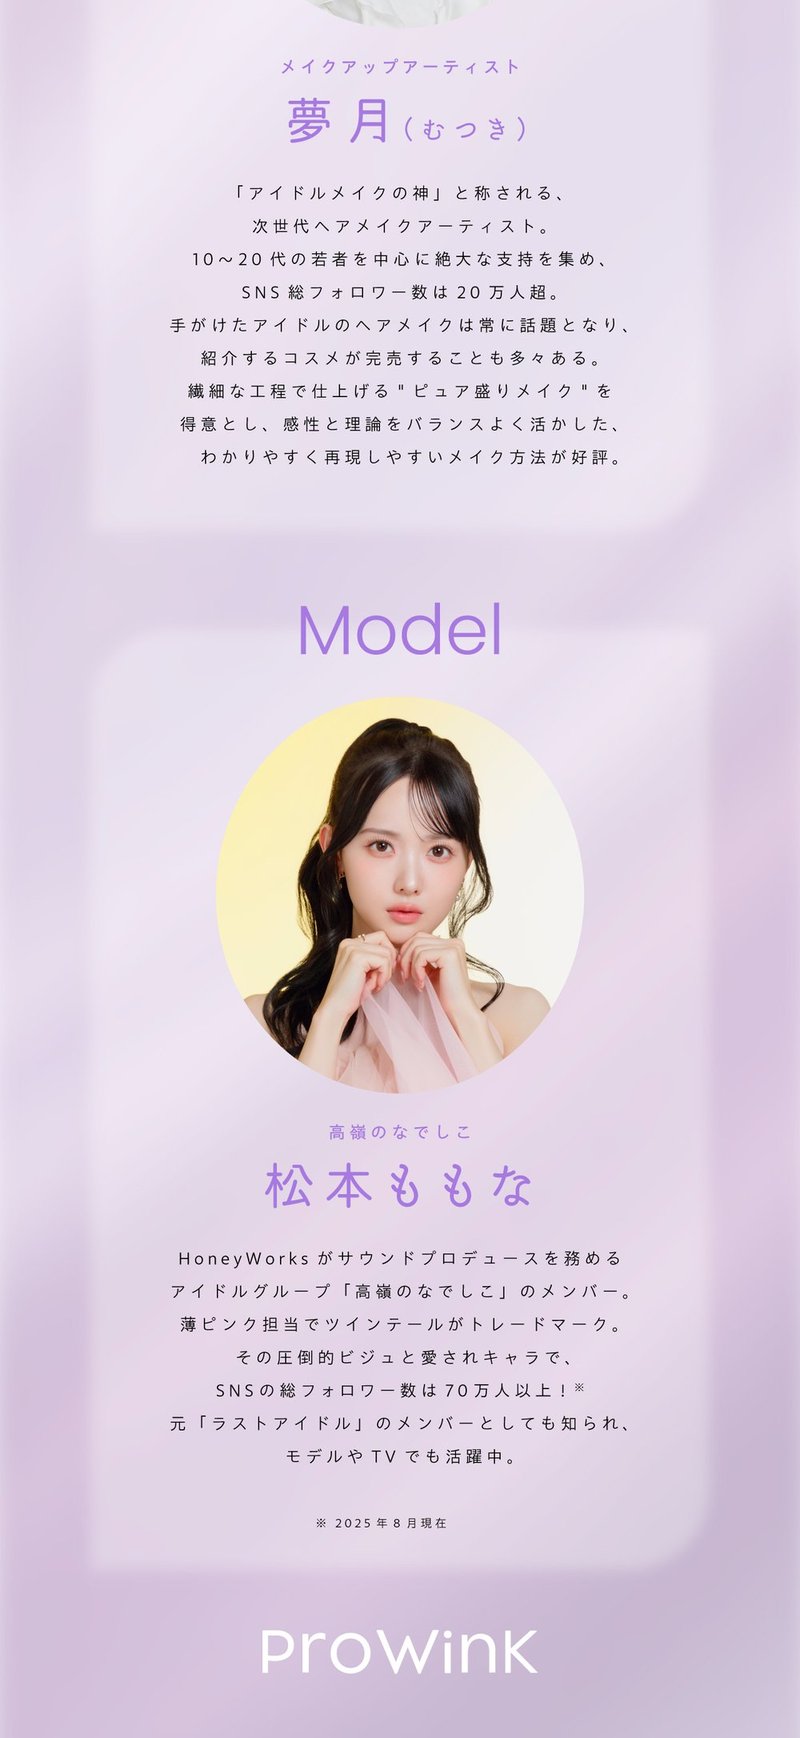 メイクアップアーティスト
夢月(むつき)
「アイドルメイクの神」と称される、
次世代ヘアメイクアーティスト。
10～20代の若者を中心に絶大な支持を集め、
SNS総フォロワー数は20万人超。
手がけたアイドルのヘアメイクは常に話題となり、
紹介するコスメが完売することも多々ある。
繊細な工程で仕上げる"ピュア盛りメイク"を
得意とし、感性と理論をバランスよく活かした、
わかりやすく再現しやすいメイク方法が好評。
Model
高嶺のなでしこ
松本ももな
HoneyWorksがサウンドプロデュースを務める
アイドルグループ「高嶺のなでしこ」のメンバー。
薄ピンク担当でツインテールがトレードマーク。
その圧倒的ビジュと愛されキャラで、
SNSの総フォロワー数は70万人以上！※
元「ラストアイドル」のメンバーとしても知られ、
モデルやTVでも活躍中。
※ 2025年8月現在
ProWink